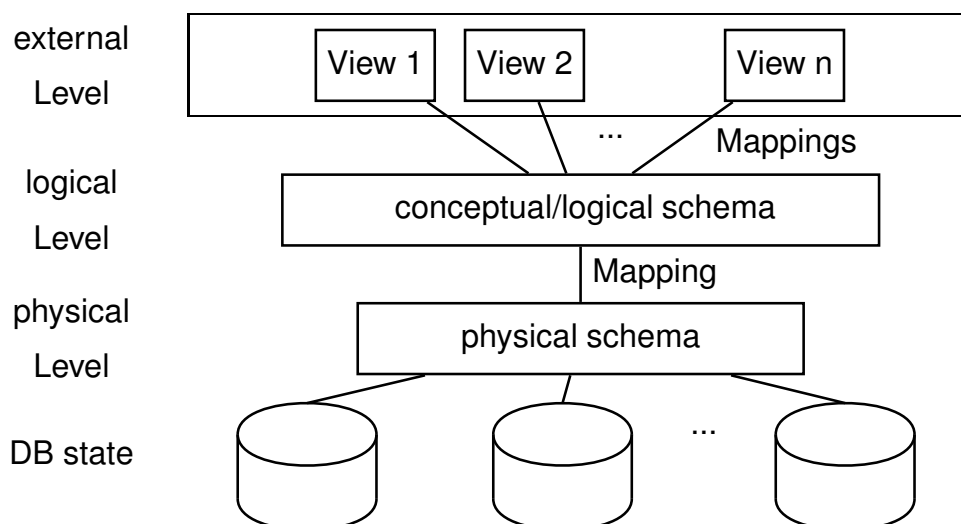 external
Level
View 1
View 2
View n
...
Mappings
logical
Level
conceptual/logical schema
Mapping
physical
Level
physical schema
DB state
...